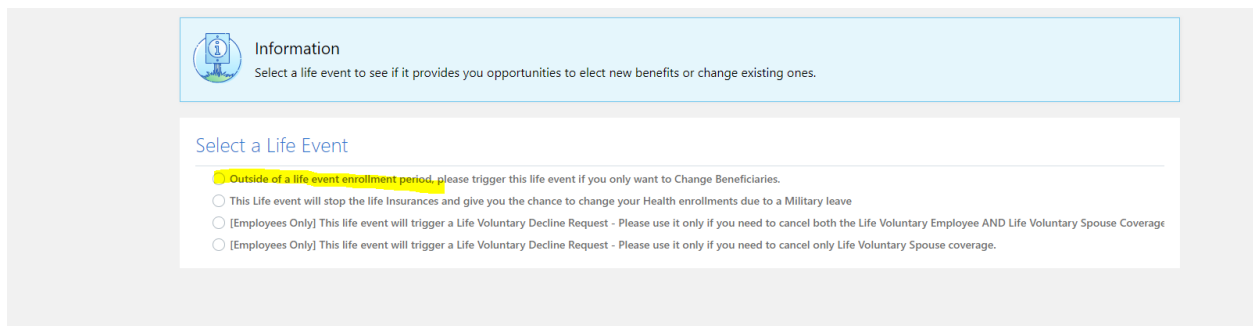 Information
Select a life event to see if it provides you opportunities to elect new benefits or change existing ones.
Select a Life Event
Outside of a life event enrollment period, please trigger this life event if you only want to Change Beneficiaries.
This Life event will stop the life Insurances and give you the chance to change your Health enrollments due to a Military leave
[Employees Only] This life event will trigger a Life Voluntary Decline Request - Please use it only if you need to cancel both the Life Voluntary Employee AND Life Voluntary Spouse Coverage
[Employees Only] This life event will trigger a Life Voluntary Decline Request - Please use it only if you need to cancel only Life Voluntary Spouse coverage.